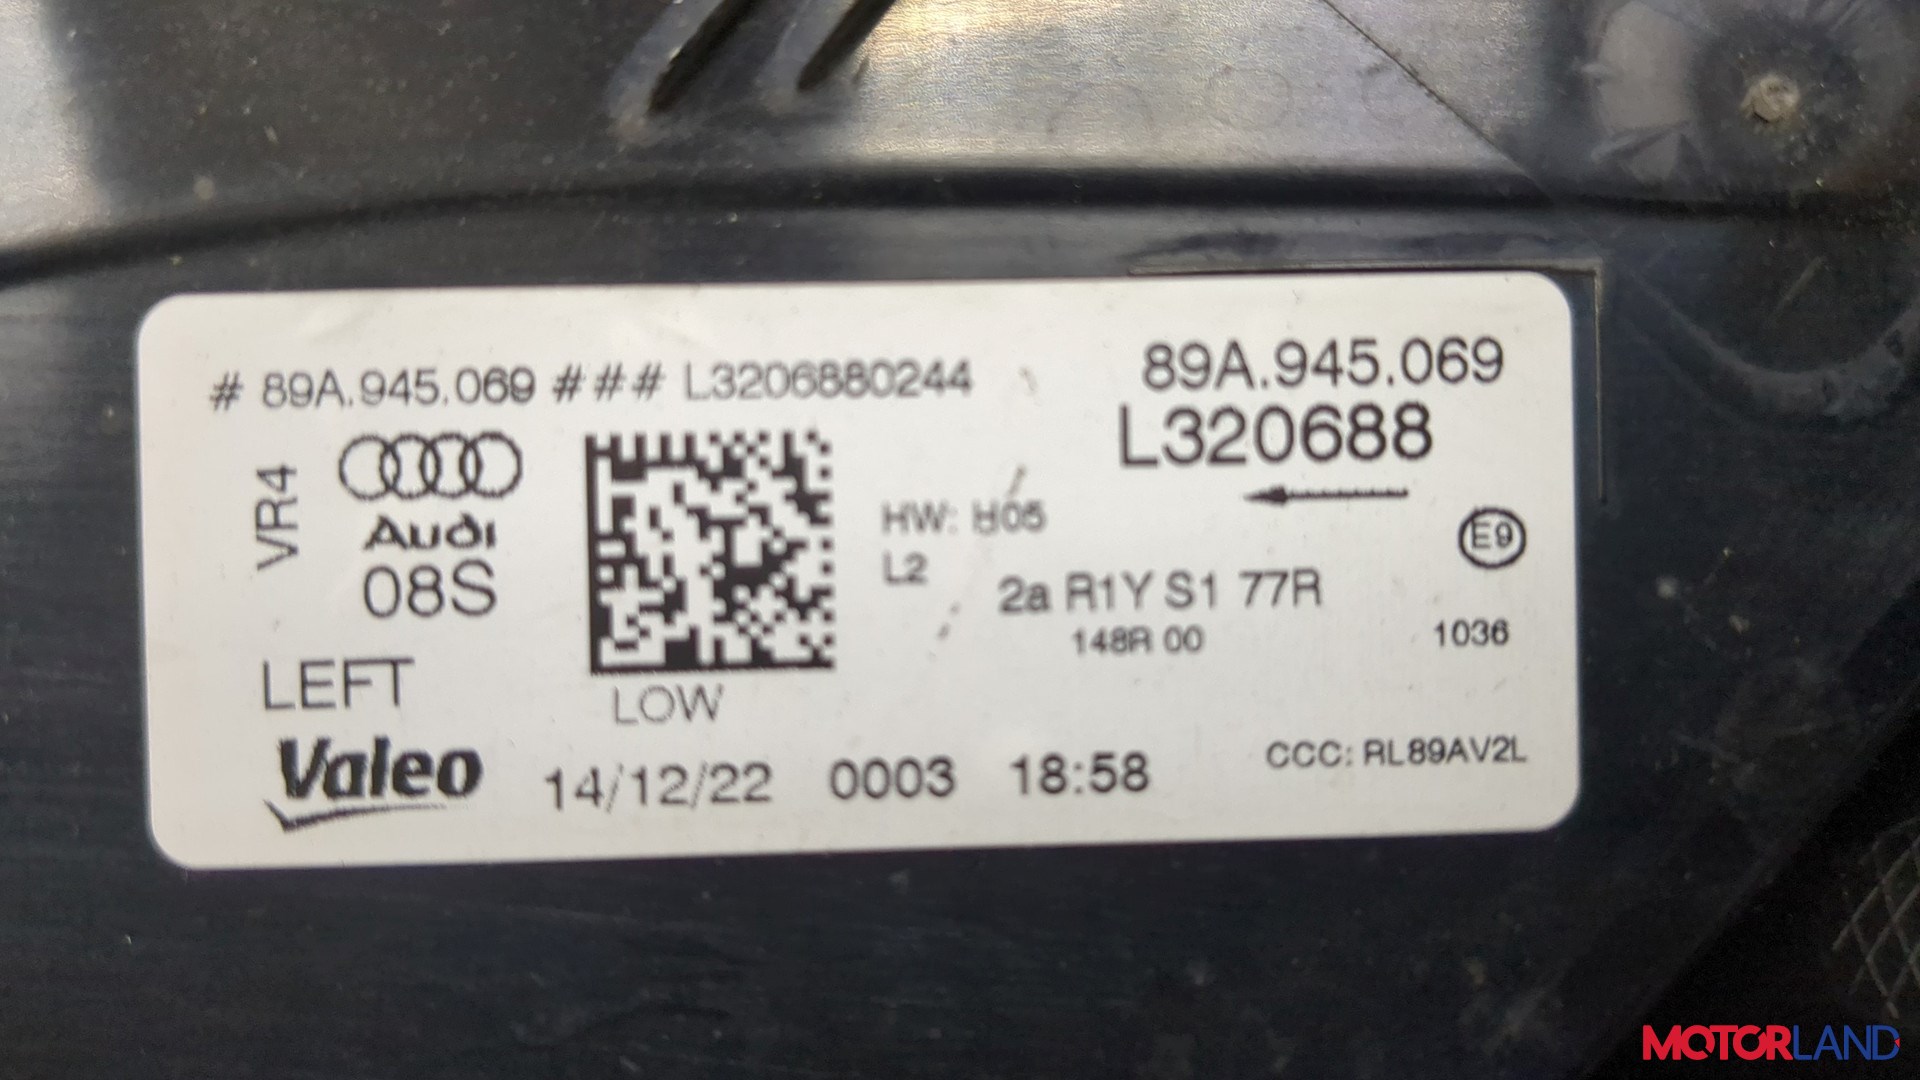 # 89A.945.069 ### L3206880244
89A.945.069
L320688
VR4
Audi
08S
HW: H05
L2
E9
2a R1Y S1 77R
148R 00
1036
LEFT
LOW
Valeo
14/12/22 0003 18:58
CCC: RL89AV2L
MOTORLAND